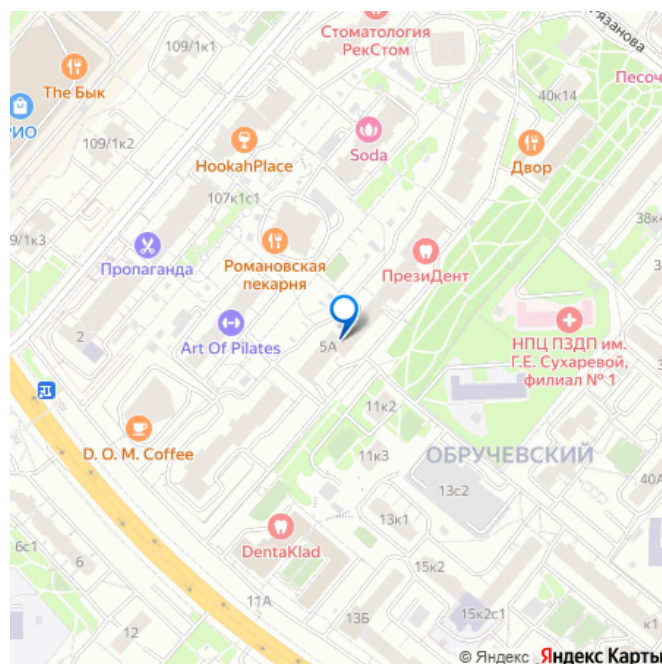 Стоматология
РекСтом
109/1к1
The Бык
РИО
40к14
Песоч
109/1к2
HookahPlace
Soda
Двор
107к1с1
38к4
9/1к3
Пропаганда
Романовская
пекарня
ПрезиДент
2
Art Of Pilates
5А
НПЦ ПЗДП им.
Г.Е. Сухаревой,
филиал № 1
D. O. M. Coffee
11к2
11к3
ОБРУЧЕВСКИЙ
40А
13с2
DentaKlad
13к1
6с1
6
15к2
11А
13Б
15к2с1
12
к1
© Яндекс Яндекс Карты